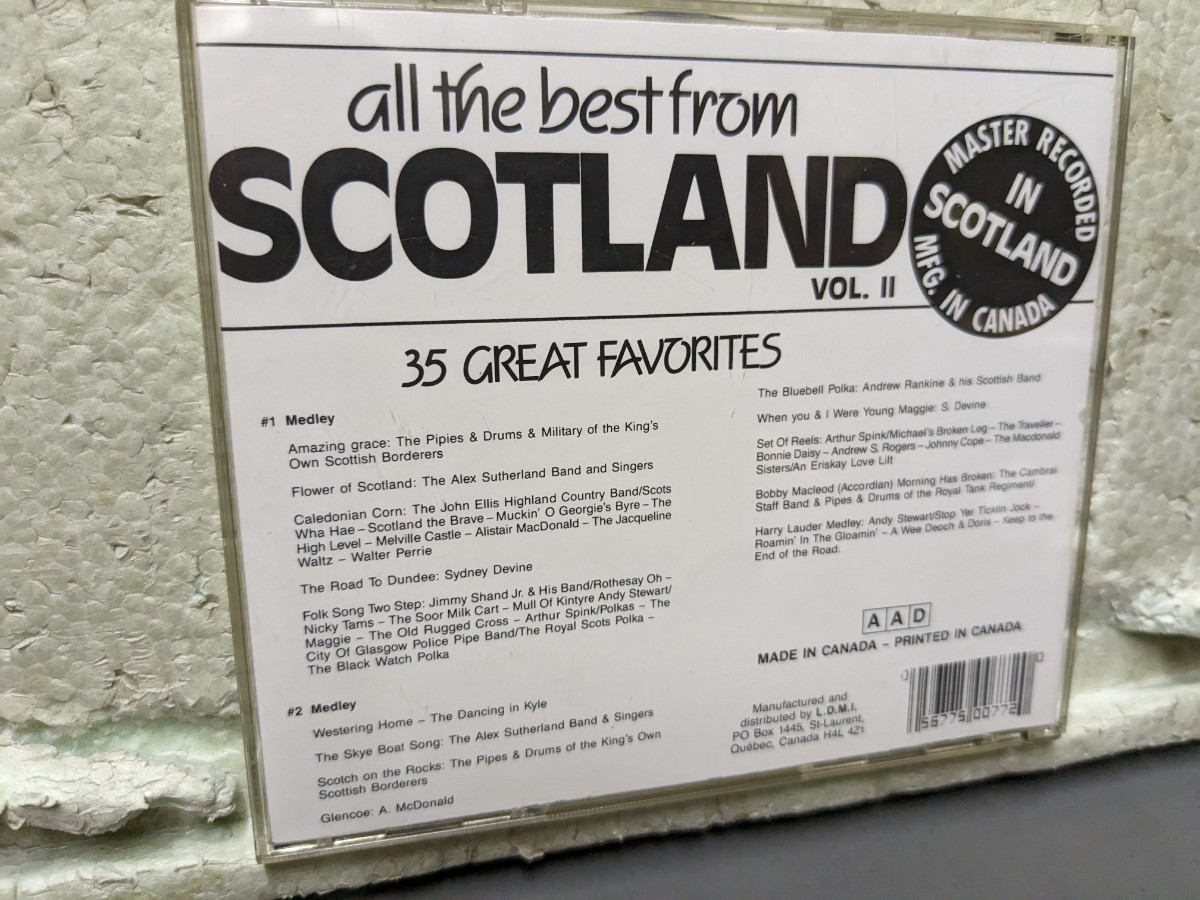 all the best from
SCOTLAND
VOL. II
MASTER RECORDED
IN
SCOTLAND
MFG. IN CANADA
35 GREAT FAVORITES
#1 Medley
Amazing grace: The Pipies & Drums & Military of the King's
Own Scottish Borderers
Flower of Scotland: The Alex Sutherland Band and Singers
Caledonian Corn: The John Ellis Highland Country Band/Scots
Wha Hae – Scotland the Brave – Muckin' O Georgie's Byre – The
High Level – Melville Castle – Alistair MacDonald – The Jacqueline
Waltz – Walter Perrie
The Road To Dundee: Sydney Devine
Folk Song Two Step: Jimmy Shand Jr. & His Band/Rothesay Oh –
Nicky Tams – The Soor Milk Cart – Mull Of Kintyre Andy Stewart/
Maggie – The Old Rugged Cross – Arthur Spink/Polkas – The
City Of Glasgow Police Pipe Band/The Royal Scots Polka –
The Black Watch Polka
#2 Medley
Westering Home – The Dancing in Kyle
The Skye Boat Song: The Alex Sutherland Band & Singers
Scotch on the Rocks: The Pipes & Drums of the King's Own
Scottish Borderers
Glencoe: A. McDonald
The Bluebell Polka: Andrew Rankine & his Scottish Band
When you & I Were Young Maggie: S. Devine
Set Of Reels: Arthur Spink/Michael's Broken Leg – The Traveller –
Bonnie Daisy – Andrew S. Rogers – Johnny Cope – The Macdonald
Sisters/An Eriskay Love Lilt
Bobby Macleod (Accordian) Morning Has Broken: The Cambrai
Staff Band & Pipes & Drums of the Royal Tank Regiment/
Harry Lauder Medley: Andy Stewart/Stop Yer Ticklin Jock –
Roamin' In The Gloamin' – A Wee Deoch & Doris – Keep to the
End of the Road.
AAD
MADE IN CANADA – PRINTED IN CANADA
Manufactured and
distributed by L.D.M.I.
PO Box 1445, St-Laurent,
Québec, Canada H4L 4Z1
0 56775 00772 0